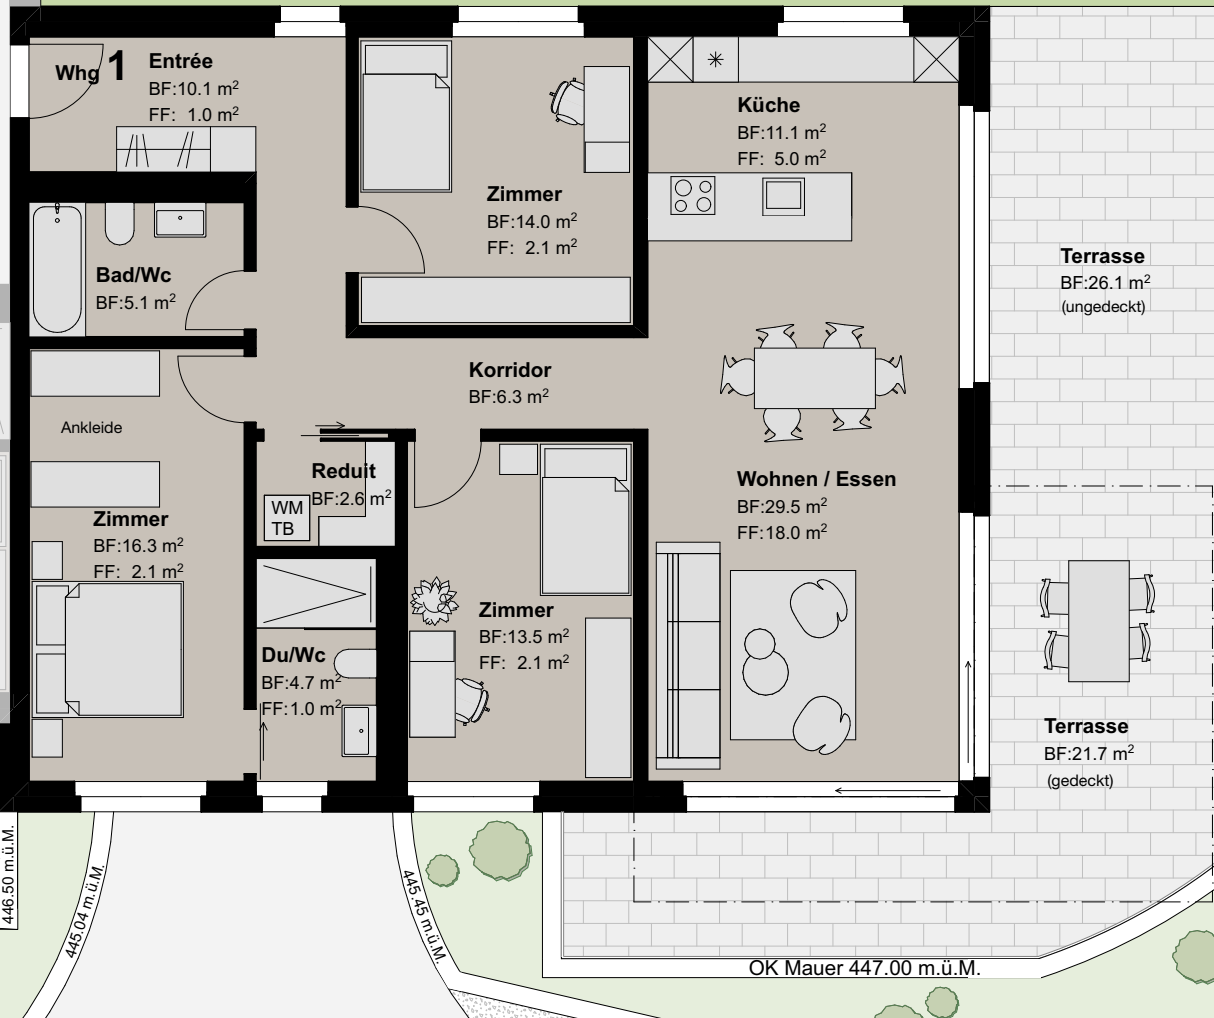 Whg 1
Entrée
BF:10.1 m²
FF: 1.0 m²
Zimmer
BF:14.0 m²
FF: 2.1 m²
Küche
BF:11.1 m²
FF: 5.0 m²
Terrasse
BF:26.1 m²
(ungedeckt)
Bad/Wc
BF:5.1 m²
Korridor
BF:6.3 m²
Ankleide
Reduit
BF:2.6 m²
WM
TB
Wohnen / Essen
BF:29.5 m²
FF:18.0 m²
Zimmer
BF:16.3 m²
FF: 2.1 m²
Zimmer
BF:13.5 m²
FF: 2.1 m²
Du/Wc
BF:4.7 m²
FF:1.0 m²
Terrasse
BF:21.7 m²
(gedeckt)
446.50 m.ü.M.
445.04 m.ü.M.
445.45 m.ü.M.
OK Mauer 447.00 m.ü.M.